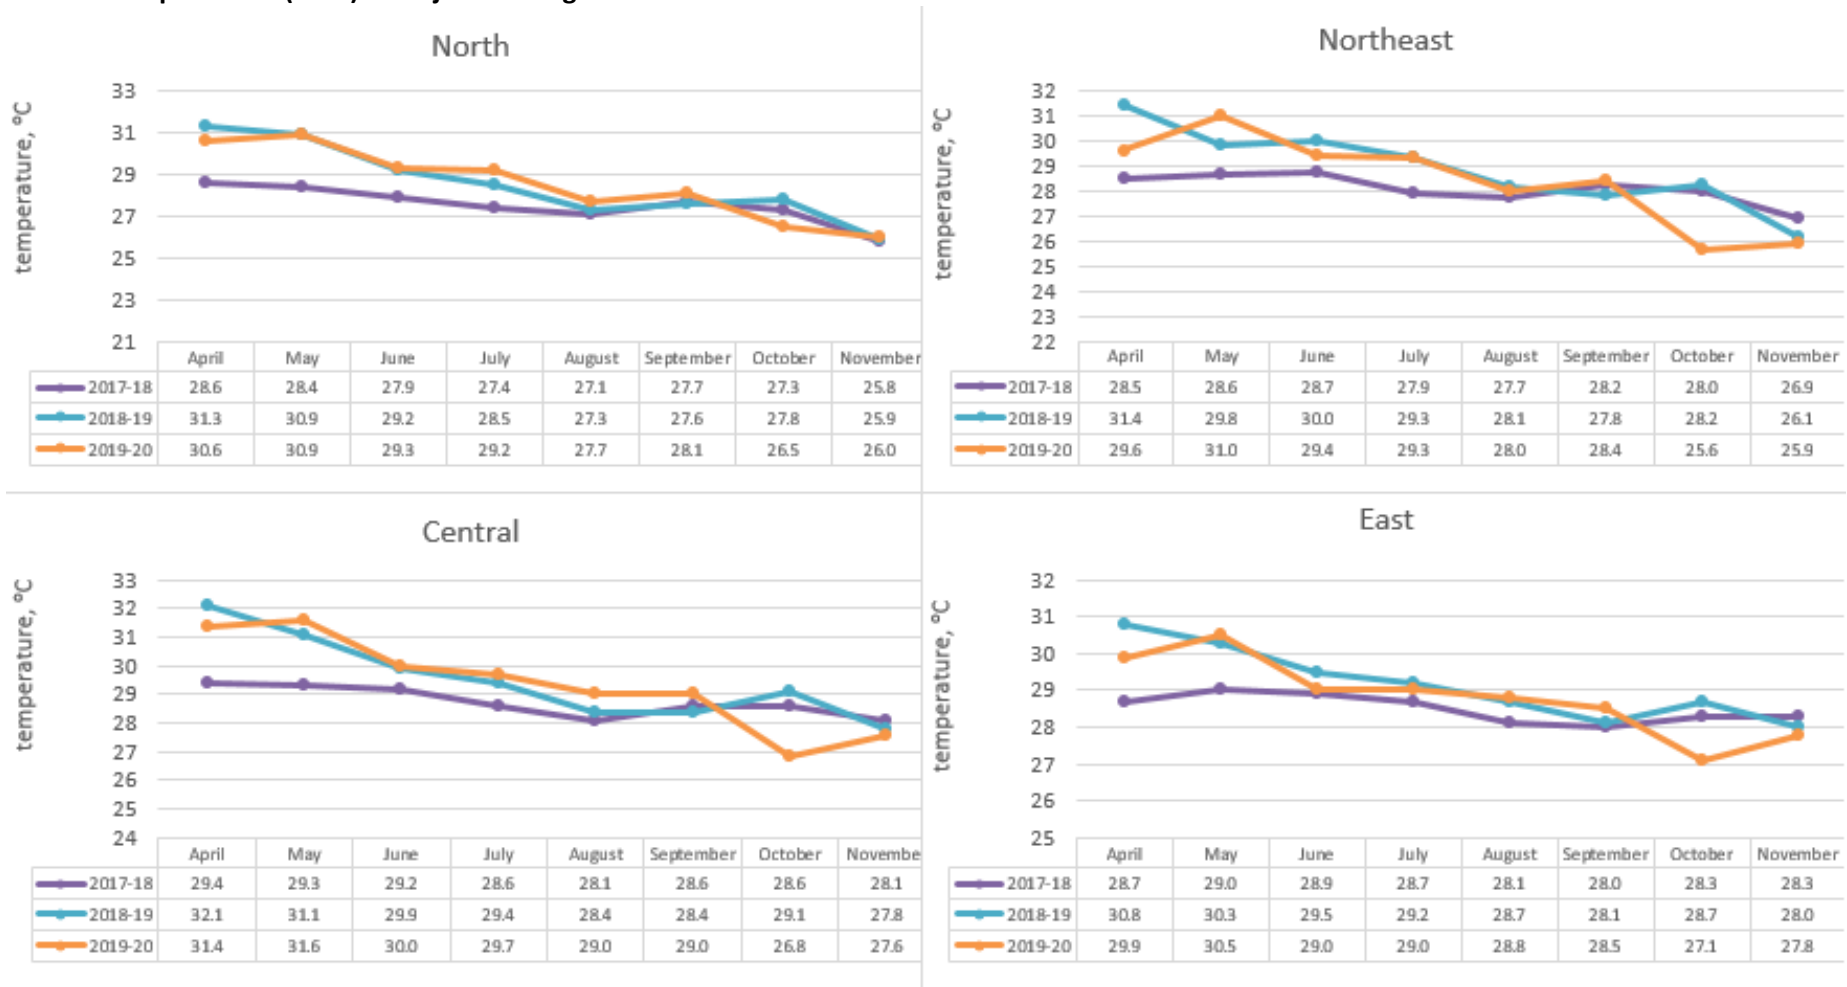 North
temperature, °C
33
31
29
27
25
23
21
April May June July August September October November
2017-18 28.6 28.4 27.9 27.4 27.1 27.7 27.3 25.8
2018-19 31.3 30.9 29.2 28.5 27.3 27.6 27.8 25.9
2019-20 30.6 30.9 29.3 29.2 27.7 28.1 26.5 26.0
Northeast
temperature, °C
32
31
30
29
28
27
26
25
24
23
22
April May June July August September October November
2017-18 28.5 28.6 28.7 27.9 27.7 28.2 28.0 26.9
2018-19 31.4 29.8 30.0 29.3 28.1 27.8 28.2 26.1
2019-20 29.6 31.0 29.4 29.3 28.0 28.4 25.6 25.9
Central
temperature, °C
33
32
31
30
29
28
27
26
25
24
April May June July August September October Novembe
2017-18 29.4 29.3 29.2 28.6 28.1 28.6 28.6 28.1
2018-19 32.1 31.1 29.9 29.4 28.4 28.4 29.1 27.8
2019-20 31.4 31.6 30.0 29.7 29.0 29.0 26.8 27.6
East
temperature, °C
32
31
30
29
28
27
26
25
April May June July August September October November
2017-18 28.7 29.0 28.9 28.7 28.1 28.0 28.3 28.3
2018-19 30.8 30.3 29.5 29.2 28.7 28.1 28.7 28.0
2019-20 29.9 30.5 29.0 29.0 28.8 28.5 27.1 27.8